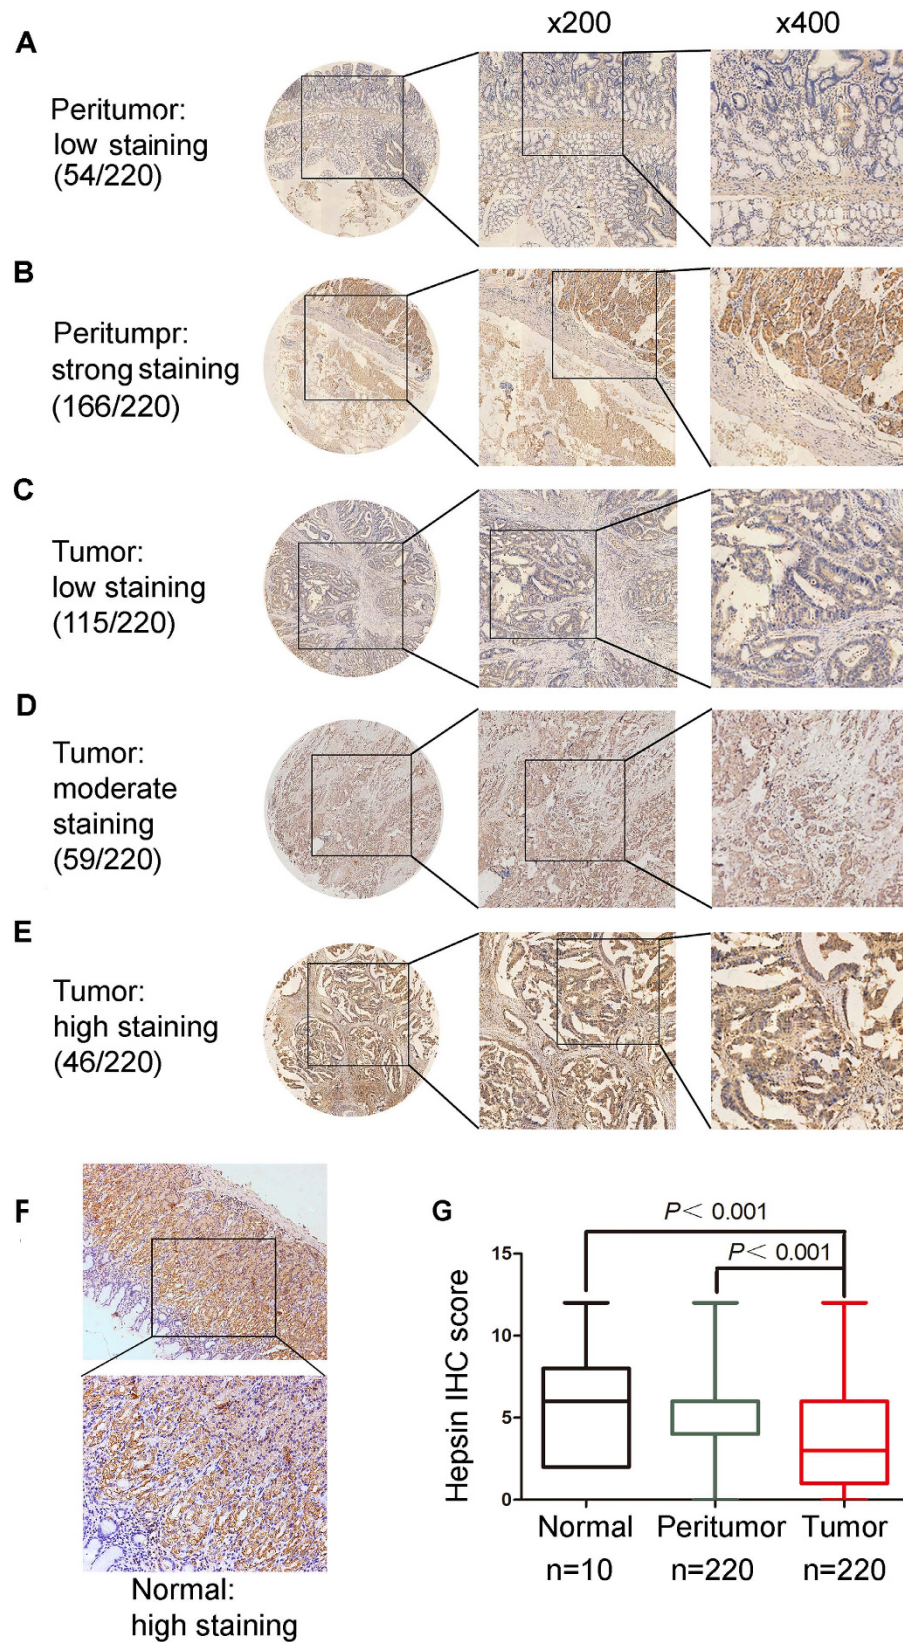 x200
x400
A
Peritumor:
low staining
(54/220)
B
Peritumpr:
strong staining
(166/220)
C
Tumor:
low staining
(115/220)
D
Tumor:
moderate
staining
(59/220)
E
Tumor:
high staining
(46/220)
F
Normal:
high staining
G
P< 0.001
P< 0.001
15
10
5
0
Hepsin IHC score
Normal
Peritumor
Tumor
n=10
n=220
n=220